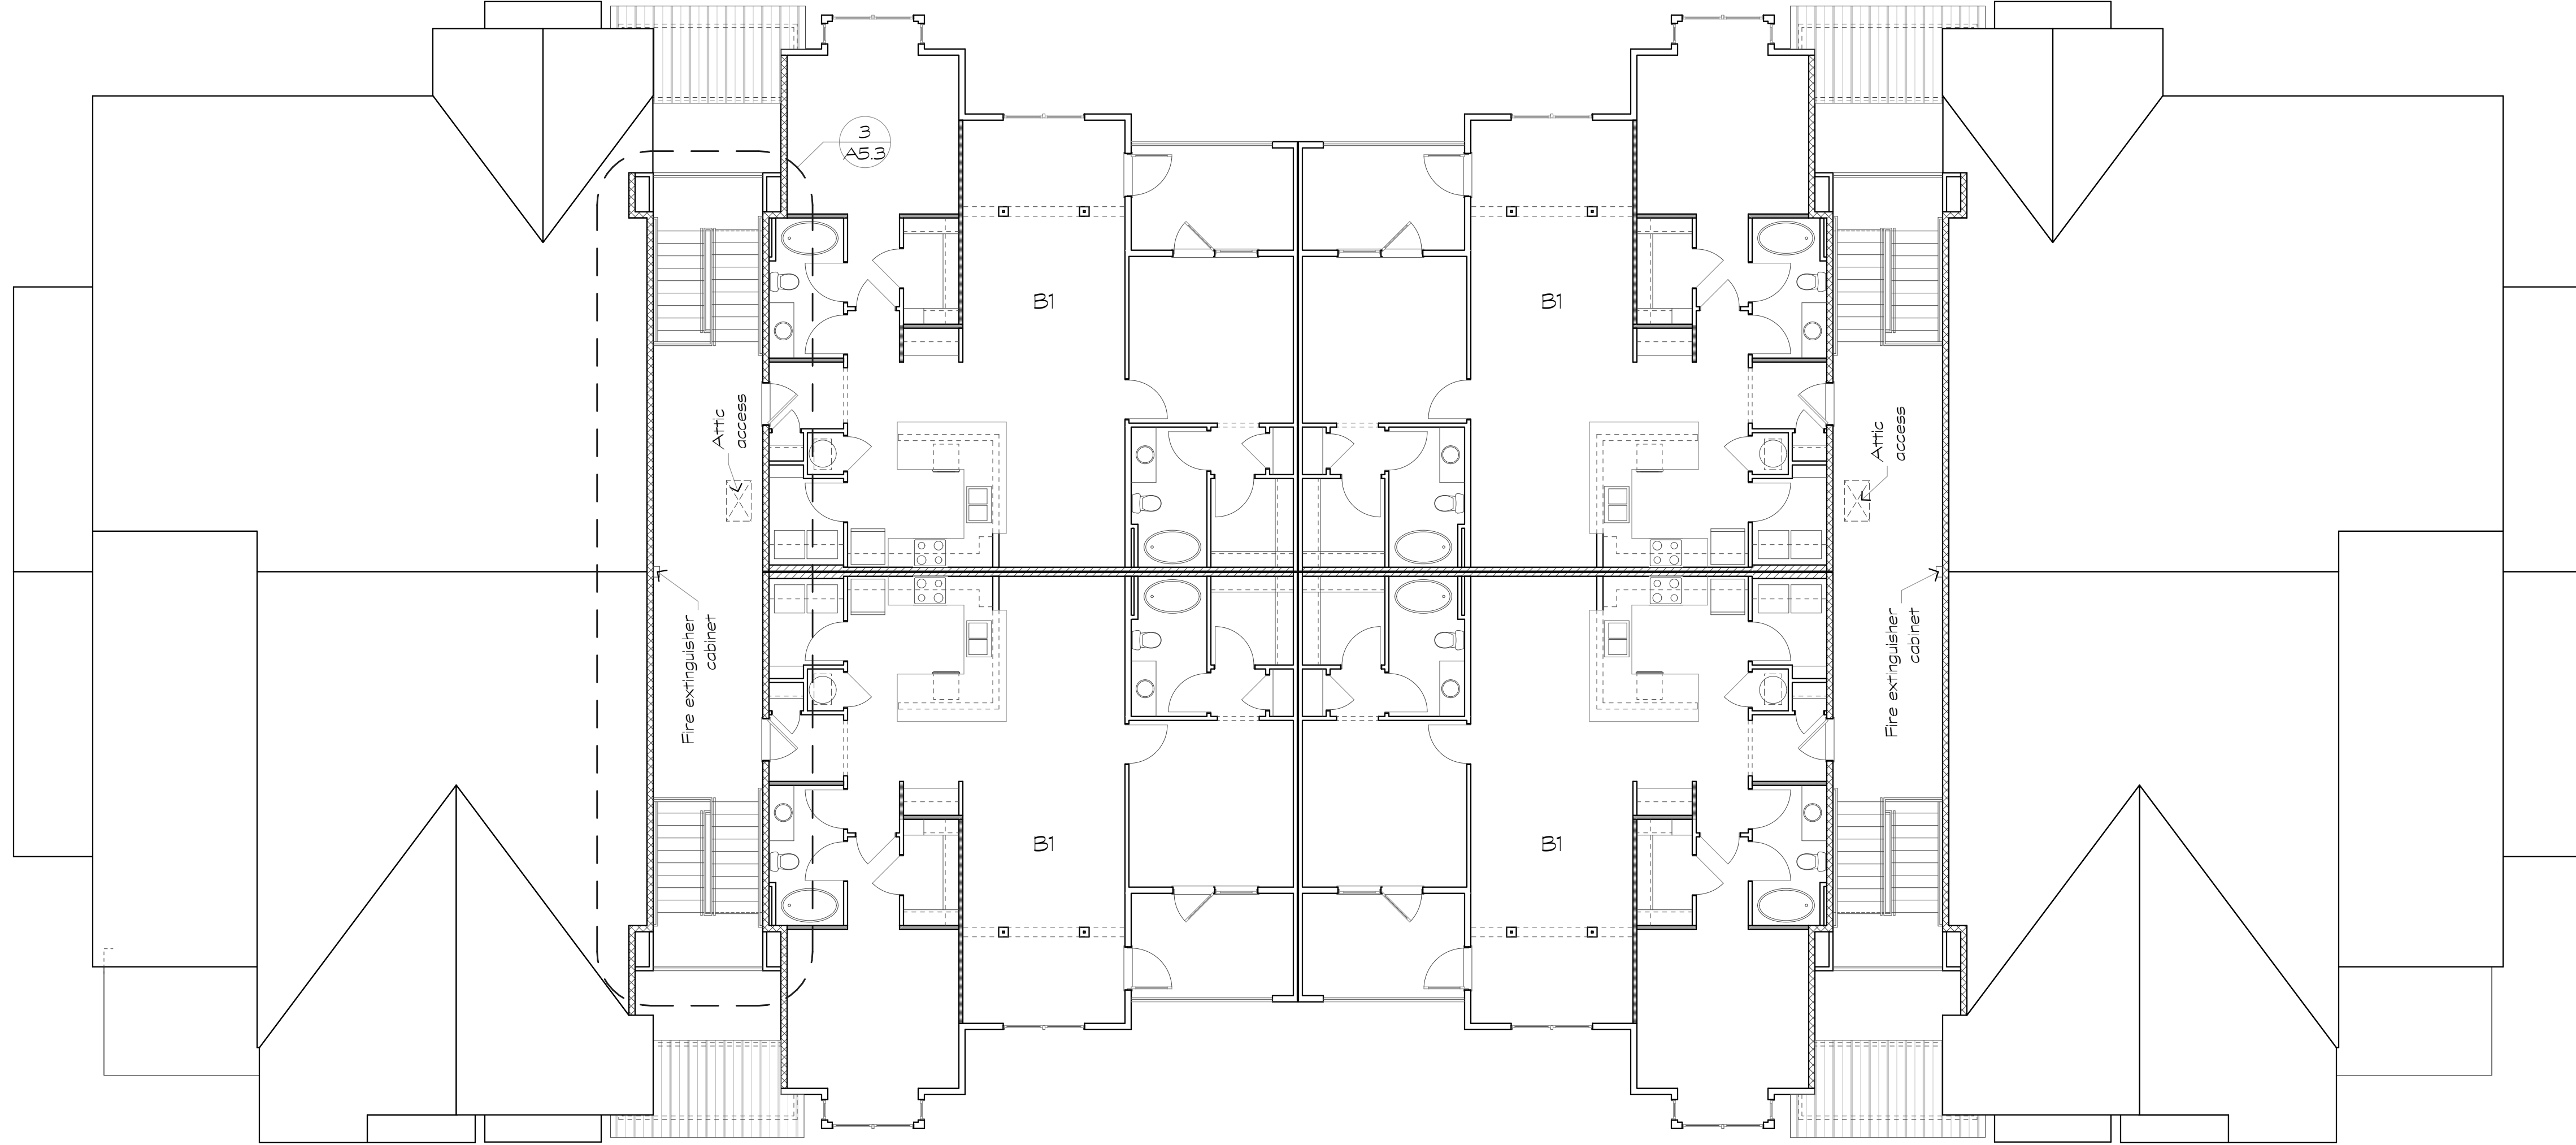 3
A5.3
B1
B1
Attic
access
Attic
access
Fire extinguisher
cabinet
Fire extinguisher
cabinet
B1
B1